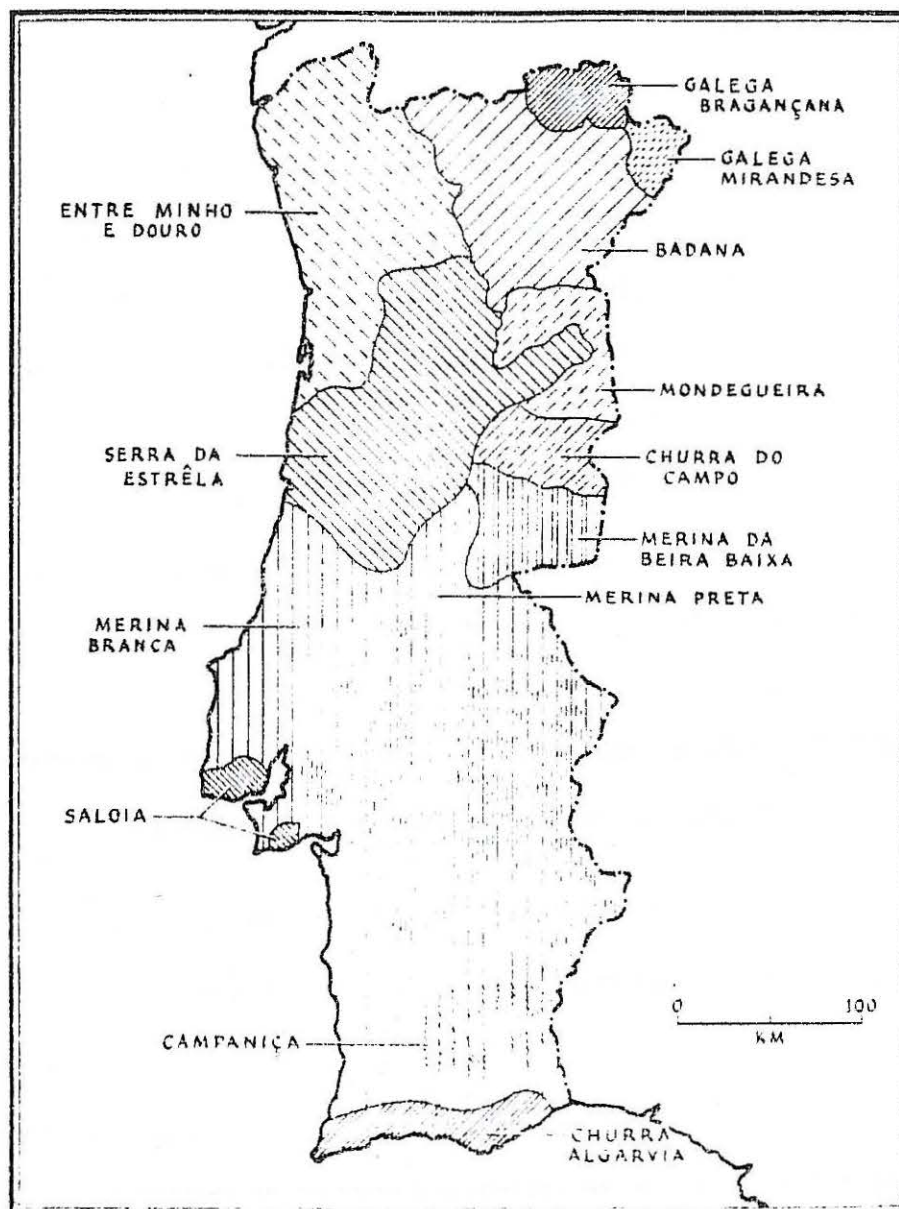 GALEGA
BRAGANÇANA
GALEGA
MIRANDESA
ENTRE MINHO
E DOURO
BADANA
MONDEGUEIRA
SERRA DA
ESTRÊLA
CHURRA DO
CAMPO
MERINA DA
BEIRA BAIXA
MERINA PRETA
MERINA
BRANCA
SALOIA
0 100
KM
CAMPANIÇA
CHURRA
ALGARVIA